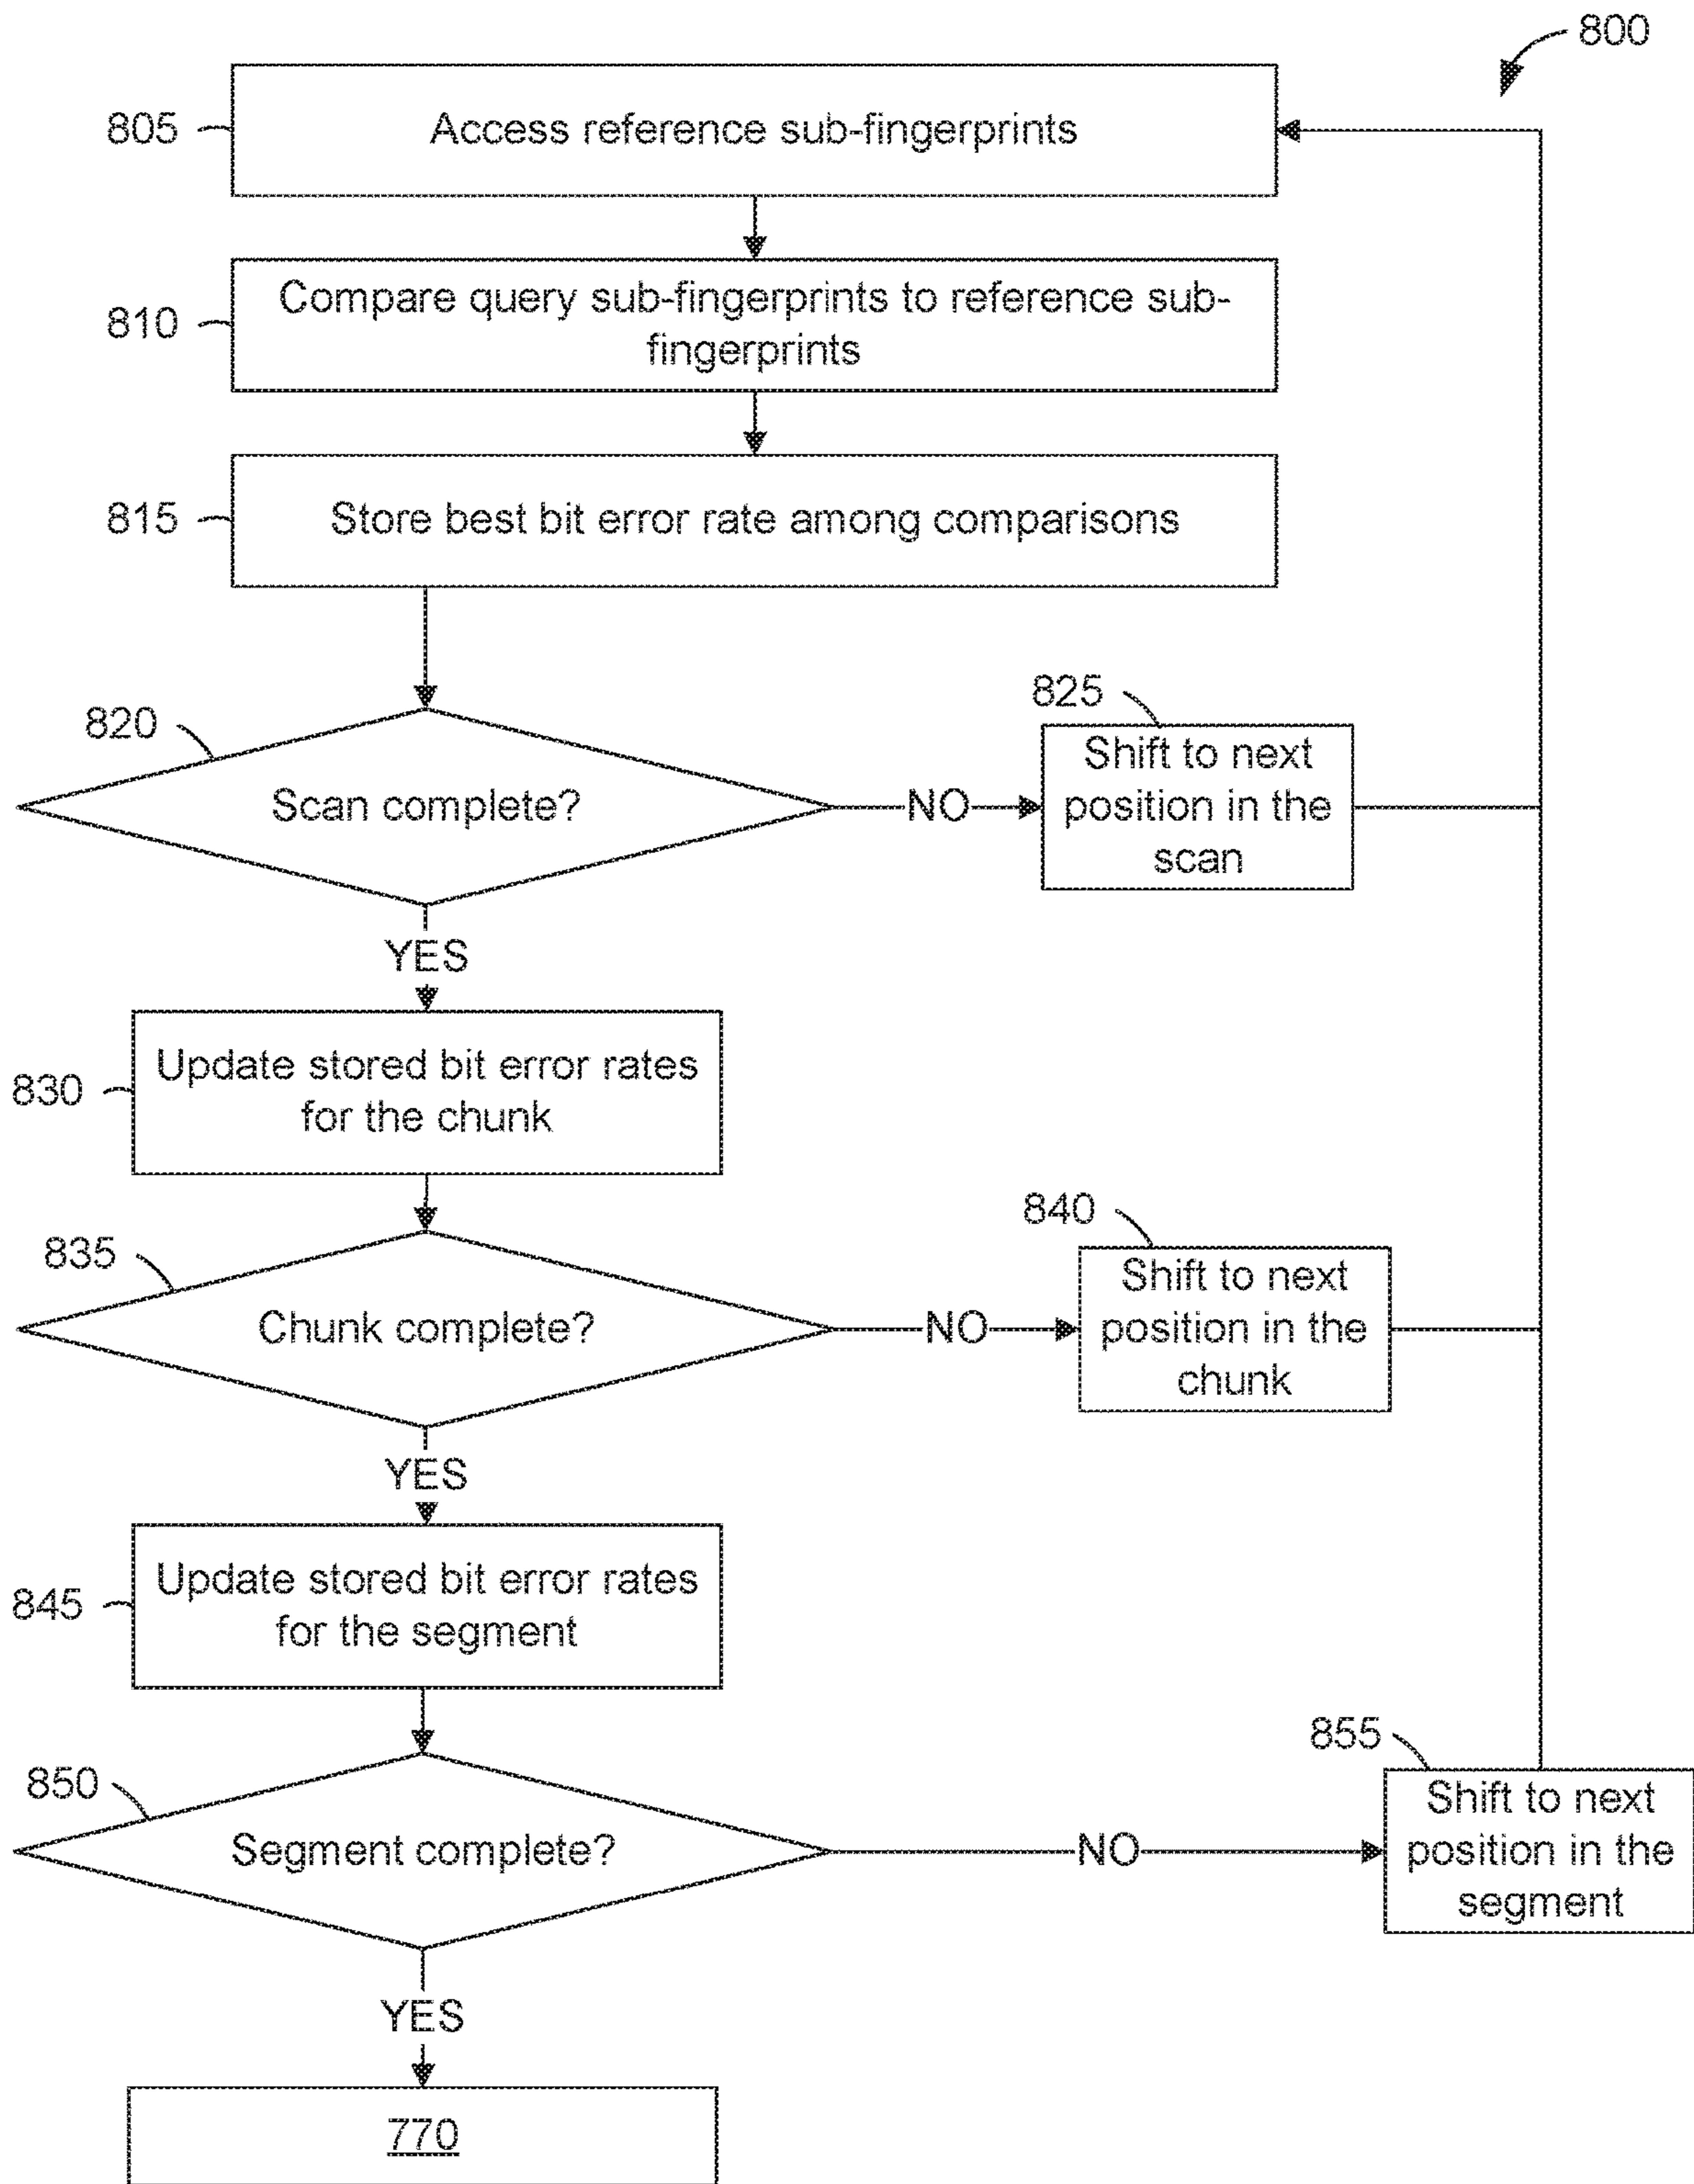 800
805
Access reference sub-fingerprints
810
Compare query sub-fingerprints to reference sub-
fingerprints
815
Store best bit error rate among comparisons
820
Scan complete?
NO
825
Shift to next
position in the
scan
YES
830
Update stored bit error rates
for the chunk
835
Chunk complete?
NO
840
Shift to next
position in the
chunk
YES
845
Update stored bit error rates
for the segment
850
Segment complete?
NO
855
Shift to next
position in the
segment
YES
770